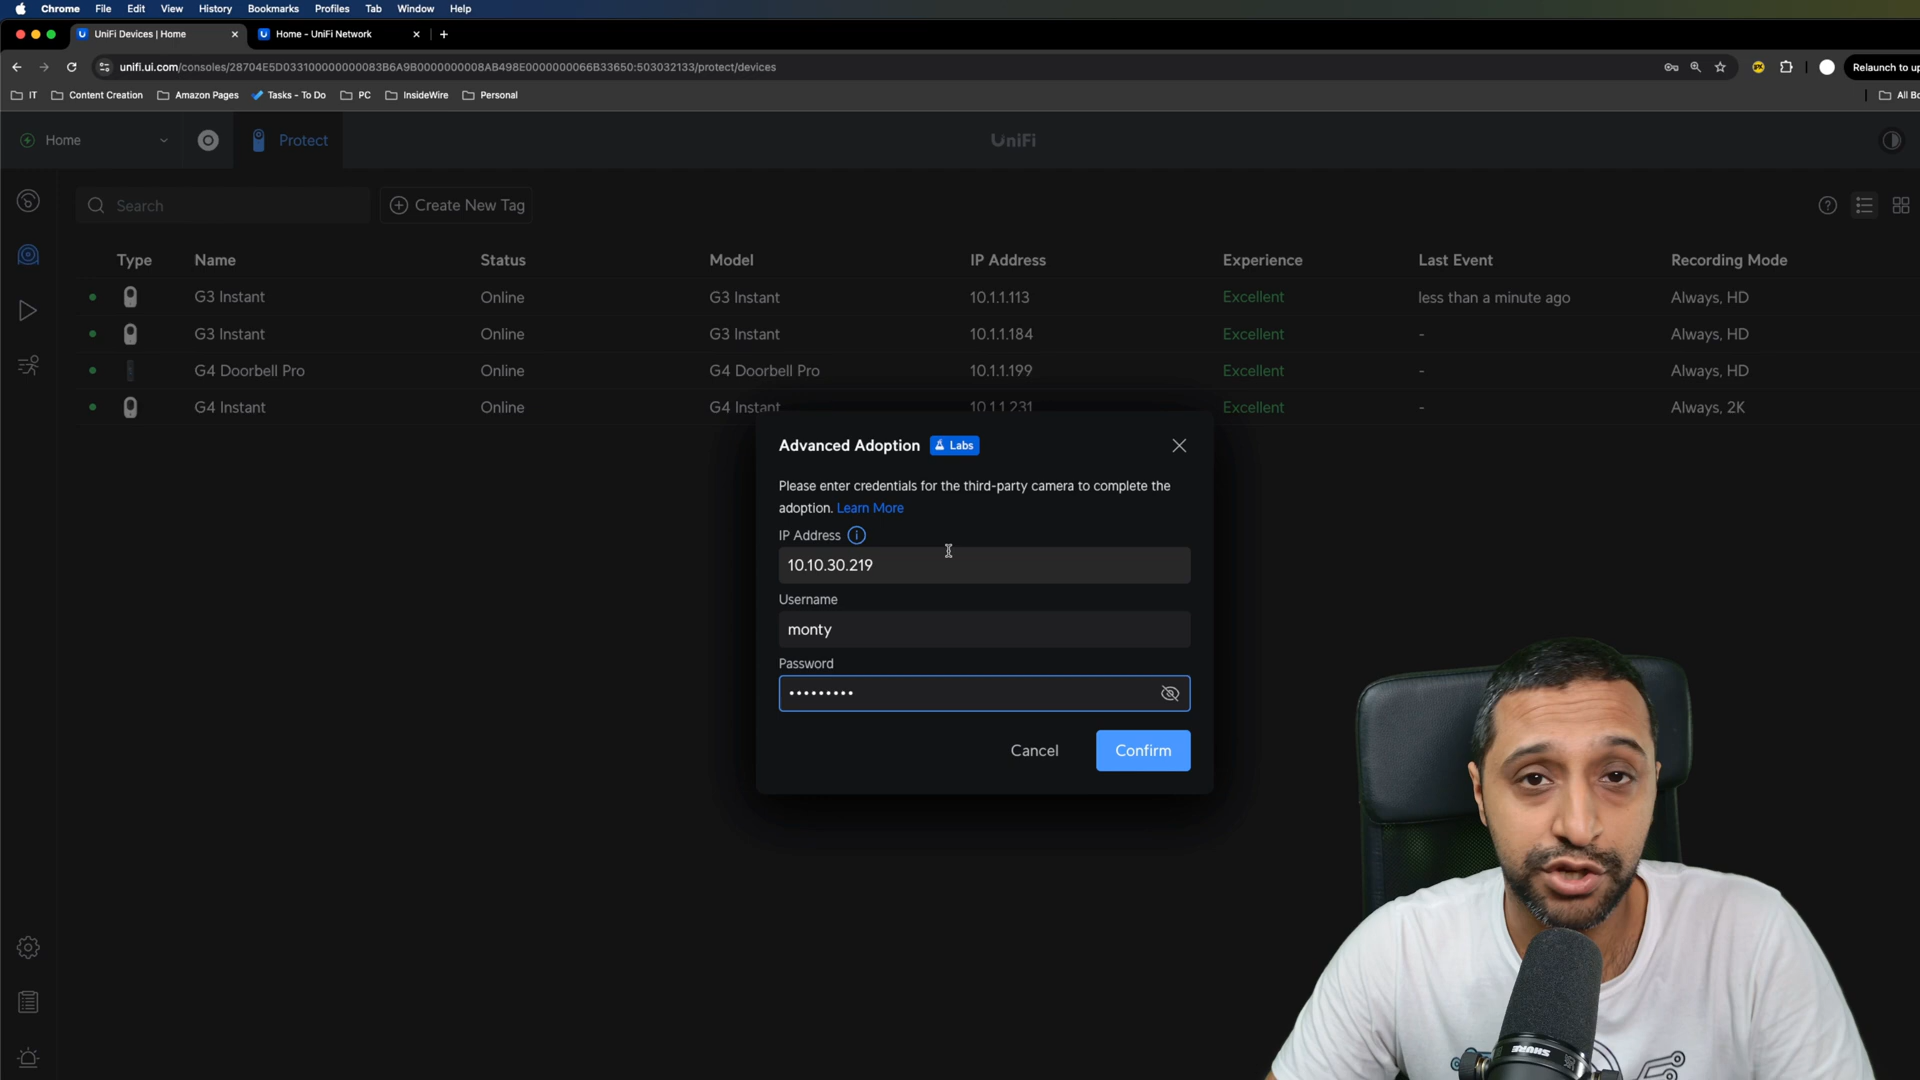 Chrome File Edit View History Bookmarks Profiles Tab Window Help
UniFi Devices | Home
Home - UniFi Network
unifi.ui.com/consoles/28704E5D033100000000083B6A9B0000000008AB498E0000000066B33650:503032133/protect/devices
Relaunch to up
IT Content Creation Amazon Pages Tasks - To Do PC InsideWire Personal
All Bo
Home Protect UniFi
Search Create New Tag
Type Name Status Model IP Address Experience Last Event Recording Mode
G3 Instant Online G3 Instant 10.1.1.113 Excellent less than a minute ago Always, HD
G3 Instant Online G3 Instant 10.1.1.184 Excellent - Always, HD
G4 Doorbell Pro Online G4 Doorbell Pro 10.1.1.199 Excellent - Always, HD
G4 Instant Online G4 Instant 10.1.1.231 Excellent - Always, 2K
Advanced Adoption Labs
Please enter credentials for the third-party camera to complete the
adoption. Learn More
IP Address
10.10.30.219
Username
monty
Password
•••••••••
Cancel Confirm
SHURE